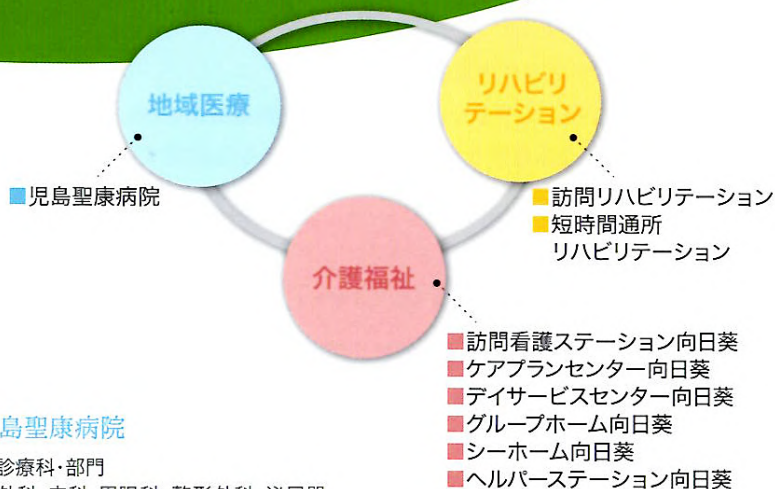 地域医療
リハビリ
テーション
■児島聖康病院
■訪問リハビリテーション
■短時間通所
リハビリテーション
介護福祉
■訪問看護ステーション向日葵
■ケアプランセンター向日葵
■デイサービスセンター向日葵
■グループホーム向日葵
■シーホーム向日葵
■ヘルパーステーション向日葵
島聖康病院
診療科・部門